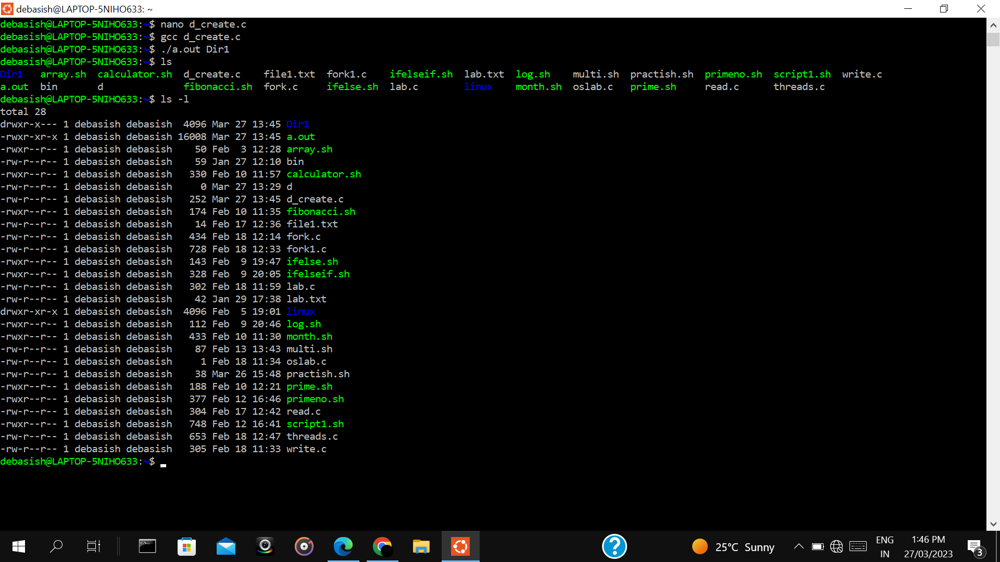 debasish@LAPTOP-5NIHO633: ~
debasish@LAPTOP-5NIHO633:~$ nano d_create.c
debasish@LAPTOP-5NIHO633:~$ gcc d_create.c
debasish@LAPTOP-5NIHO633:~$ ./a.out Dir1
debasish@LAPTOP-5NIHO633:~$ ls
Dir1   array.sh  calculator.sh  d_create.c    file1.txt  fork1.c    ifelseif.sh  lab.txt  log.sh    multi.sh  practish.sh  primeno.sh  script1.sh  write.c
a.out  bin       d              fibonacci.sh  fork.c     ifelse.sh  lab.c        linux    month.sh  oslab.c   prime.sh     read.c      threads.c
debasish@LAPTOP-5NIHO633:~$ ls -l
total 28
drwxr-x--- 1 debasish debasish  4096 Mar 27 13:45 Dir1
-rwxr-xr-x 1 debasish debasish 16008 Mar 27 13:45 a.out
-rwxr--r-- 1 debasish debasish    50 Feb  3 12:28 array.sh
-rw-r--r-- 1 debasish debasish    59 Jan 27 12:10 bin
-rwxr--r-- 1 debasish debasish   330 Feb 10 11:57 calculator.sh
-rw-r--r-- 1 debasish debasish     0 Mar 27 13:29 d
-rw-r--r-- 1 debasish debasish   252 Mar 27 13:45 d_create.c
-rwxr--r-- 1 debasish debasish   174 Feb 10 11:35 fibonacci.sh
-rw-r--r-- 1 debasish debasish    14 Feb 17 12:36 file1.txt
-rw-r--r-- 1 debasish debasish   434 Feb 18 12:14 fork.c
-rw-r--r-- 1 debasish debasish   728 Feb 18 12:33 fork1.c
-rwxr--r-- 1 debasish debasish   143 Feb  9 19:47 ifelse.sh
-rwxr--r-- 1 debasish debasish   328 Feb  9 20:05 ifelseif.sh
-rw-r--r-- 1 debasish debasish   302 Feb 18 11:59 lab.c
-rw-r--r-- 1 debasish debasish    42 Jan 29 17:38 lab.txt
drwxr-xr-x 1 debasish debasish  4096 Feb  5 19:01 linux
-rwxr--r-- 1 debasish debasish   112 Feb  9 20:46 log.sh
-rwxr--r-- 1 debasish debasish   433 Feb 10 11:30 month.sh
-rw-r--r-- 1 debasish debasish    87 Feb 13 13:43 multi.sh
-rw-r--r-- 1 debasish debasish     1 Feb 18 11:34 oslab.c
-rw-r--r-- 1 debasish debasish    38 Mar 26 15:48 practish.sh
-rwxr--r-- 1 debasish debasish   188 Feb 10 12:21 prime.sh
-rwxr--r-- 1 debasish debasish   377 Feb 12 16:46 primeno.sh
-rw-r--r-- 1 debasish debasish   304 Feb 17 12:42 read.c
-rwxr--r-- 1 debasish debasish   748 Feb 12 16:41 script1.sh
-rw-r--r-- 1 debasish debasish   653 Feb 18 12:47 threads.c
-rw-r--r-- 1 debasish debasish   305 Feb 18 11:33 write.c
debasish@LAPTOP-5NIHO633:~$
25°C Sunny
ENG
IN
1:46 PM
27/03/2023
3